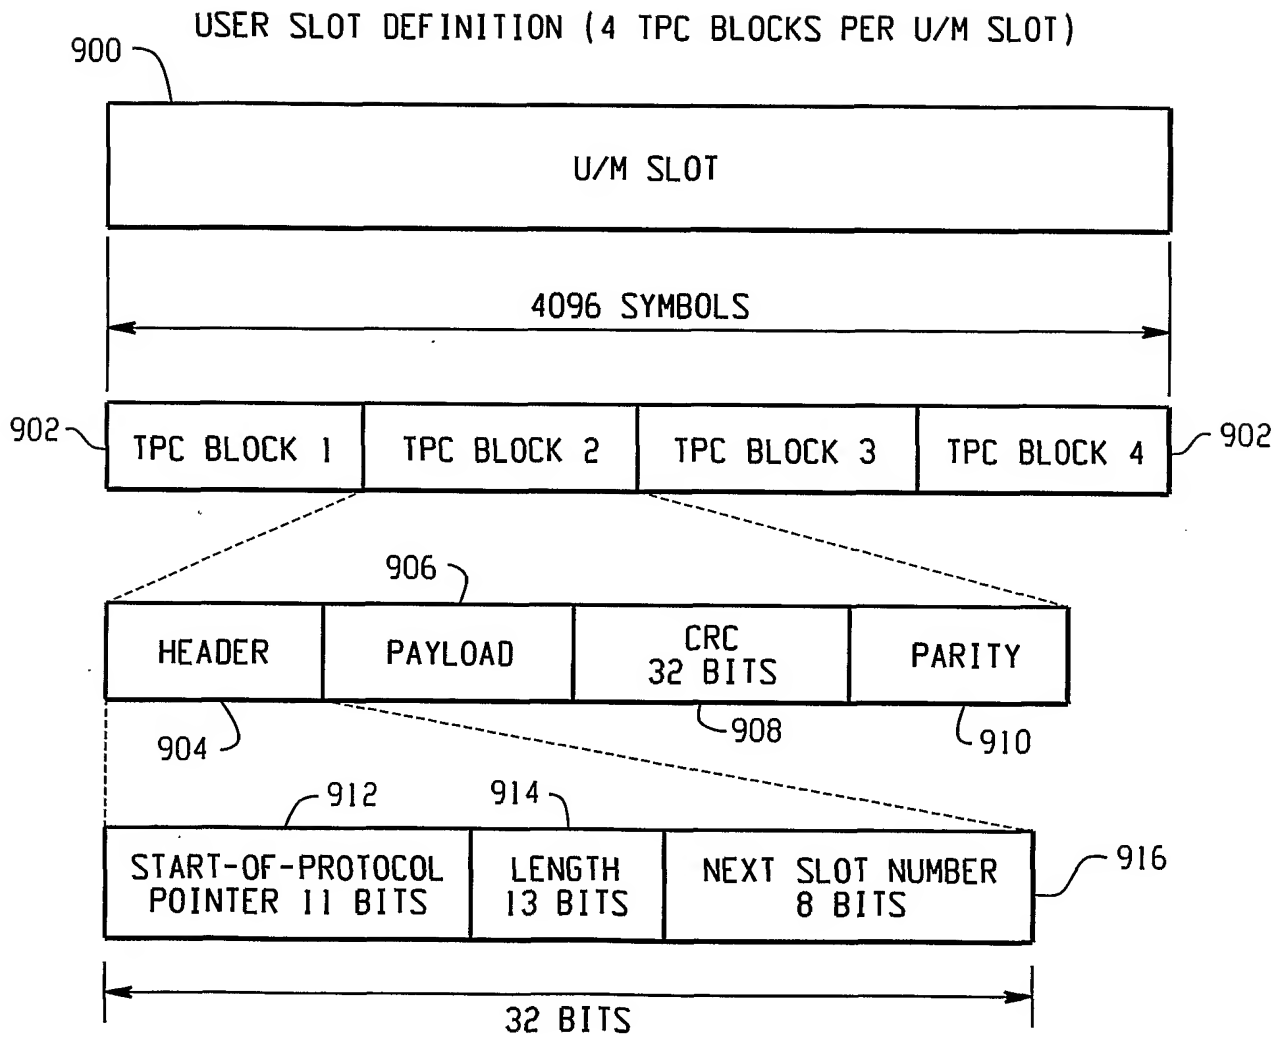 USER SLOT DEFINITION (4 TPC BLOCKS PER U/M SLOT)
900
U/M SLOT
4096 SYMBOLS
902
TPC BLOCK 1
TPC BLOCK 2
TPC BLOCK 3
TPC BLOCK 4
902
906
HEADER
PAYLOAD
CRC
32 BITS
PARITY
904
908
910
912
914
START-OF-PROTOCOL
POINTER 11 BITS
LENGTH
13 BITS
NEXT SLOT NUMBER
8 BITS
916
32 BITS